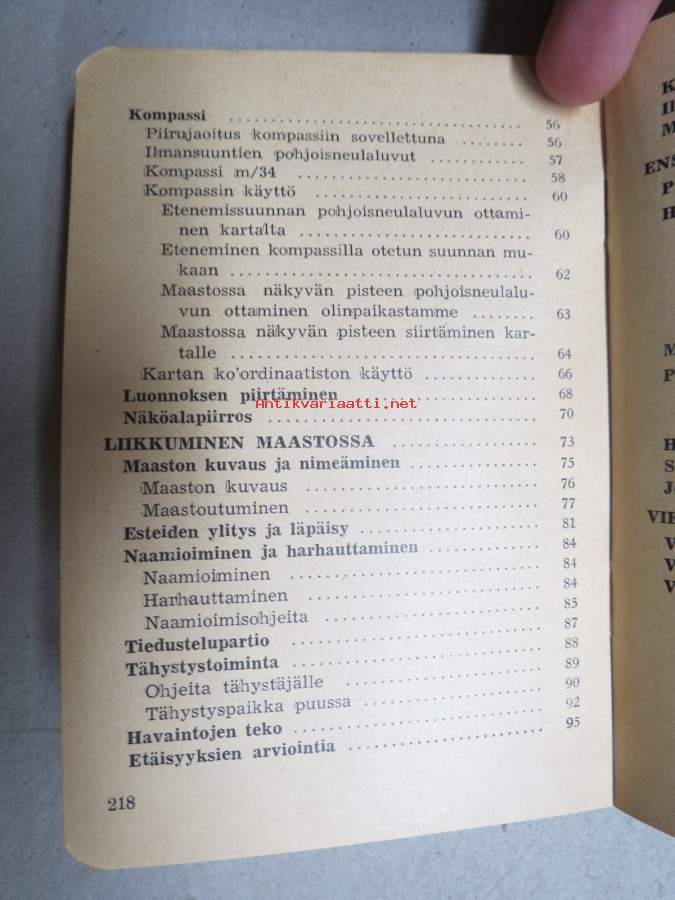 Kompassi .................................... 56
Piirujaoitus kompassiin sovellettuna ........ 56
Ilmansuuntien pohjoisneulaluvut ............ 57
Kompassi m/34 ............................ 58
Kompassin käyttö ........................ 60
Etenemissuunnan pohjoisneulaluvun ottami-
nen kartalta ............................ 60
Eteneminen kompassilla otetun suunnan mu-
kaan .................................... 62
Maastossa näkyvän pisteen pohjoisneulalu-
vun ottaminen olinpaikastamme ........ 63
Maastossa näkyvän pisteen siirtäminen kar-
talle .................................... 64
Kartan ko'ordinaatiston käyttö ............ 66
Luonnoksen piirtäminen .................... 68
Antikvariaatti.net
Näköalapiirros ................................ 70
LIIKKUMINEN MAASTOSSA ................ 73
Maaston kuvaus ja nimeäminen ............ 75
Maaston kuvaus ............................ 76
Maastoutuminen ............................ 77
Esteiden ylitys ja läpäisy .................... 81
Naamioiminen ja harhauttaminen ............ 84
Naamioiminen ............................ 84
Harhauttaminen ............................ 84
Naamioimisohjeita ........................ 85
Tiedustelupartio ................................ 87
Tähystystoiminta ................................ 88
Ohjeita tähystäjälle ........................ 89
Tähystyspaikka puussa .................... 90
Havaintojen teko ................................ 92
Etäisyyksien arviointia ........................ 95
218
K
Il
M
ENS
P
H
M
P
H
S
J
VIE
V
V
V